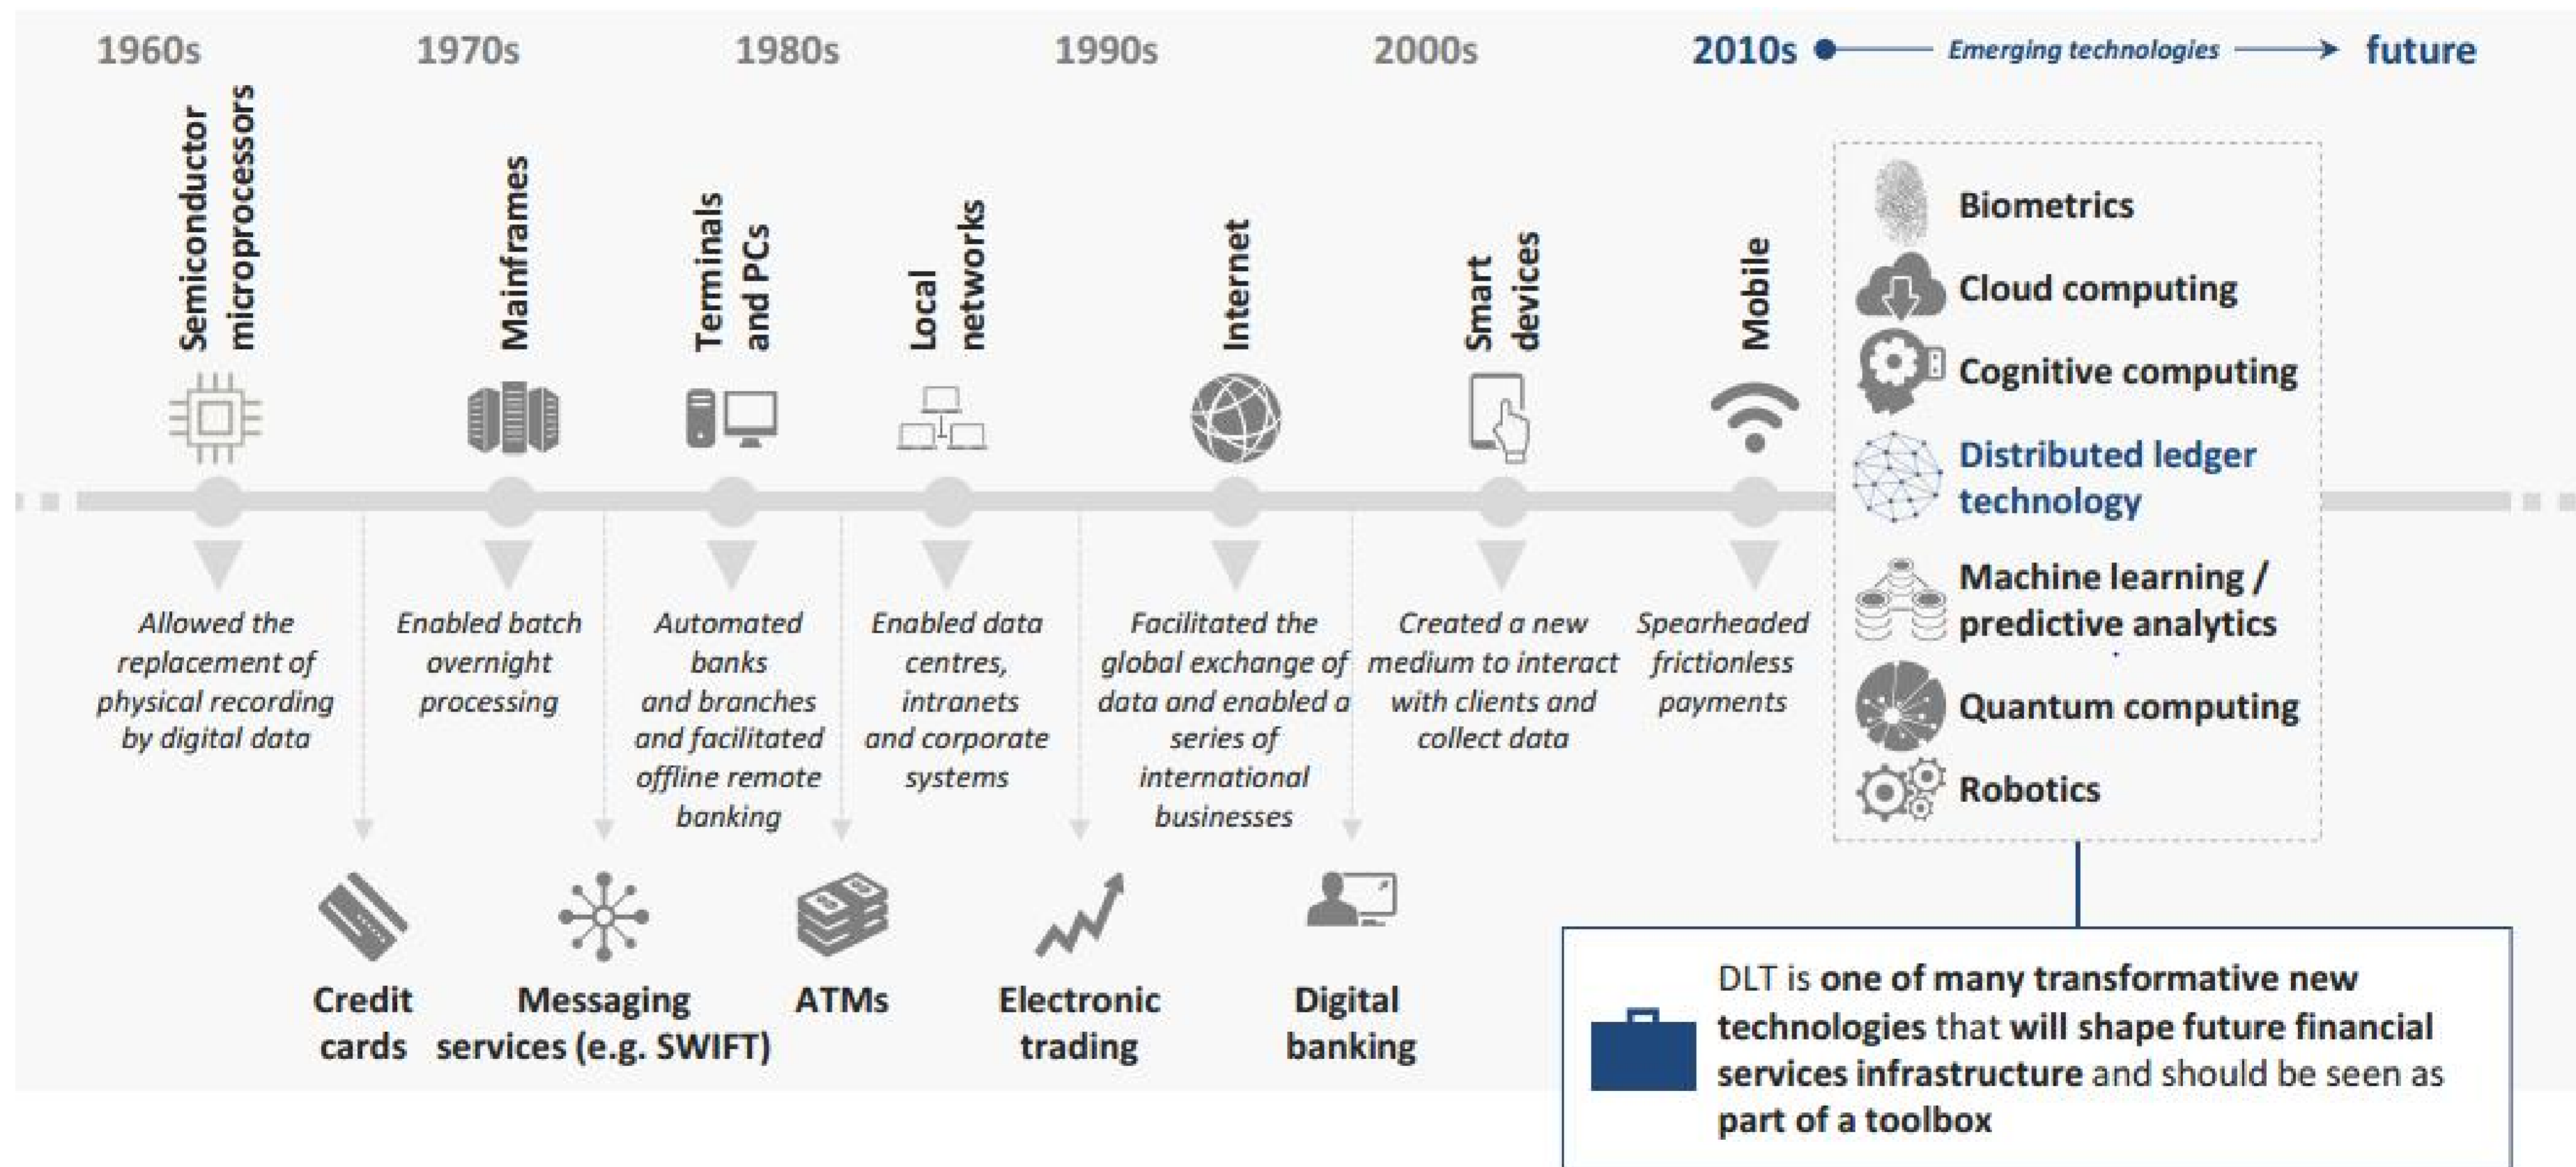 1960s
1970s
1980s
1990s
2000s
2010s
Emerging technologies
future
Semiconductor
microprocessors
Mainframes
Terminals
and PCs
Local
networks
Internet
Smart
devices
Mobile
Allowed the
replacement of
physical recording
by digital data
Enabled batch
overnight
processing
Automated
banks
and branches
and facilitated
offline remote
banking
Enabled data
centres,
intranets
and corporate
systems
Facilitated the
global exchange of
data and enabled a
series of
international
businesses
Created a new
medium to interact
with clients and
collect data
Spearheaded
frictionless
payments
Credit
cards
Messaging
services (e.g. SWIFT)
ATMs
Electronic
trading
Digital
banking
Biometrics
Cloud computing
Cognitive computing
Distributed ledger
technology
Machine learning /
predictive analytics
Quantum computing
Robotics
DLT is one of many transformative new
technologies that will shape future financial
services infrastructure and should be seen as
part of a toolbox